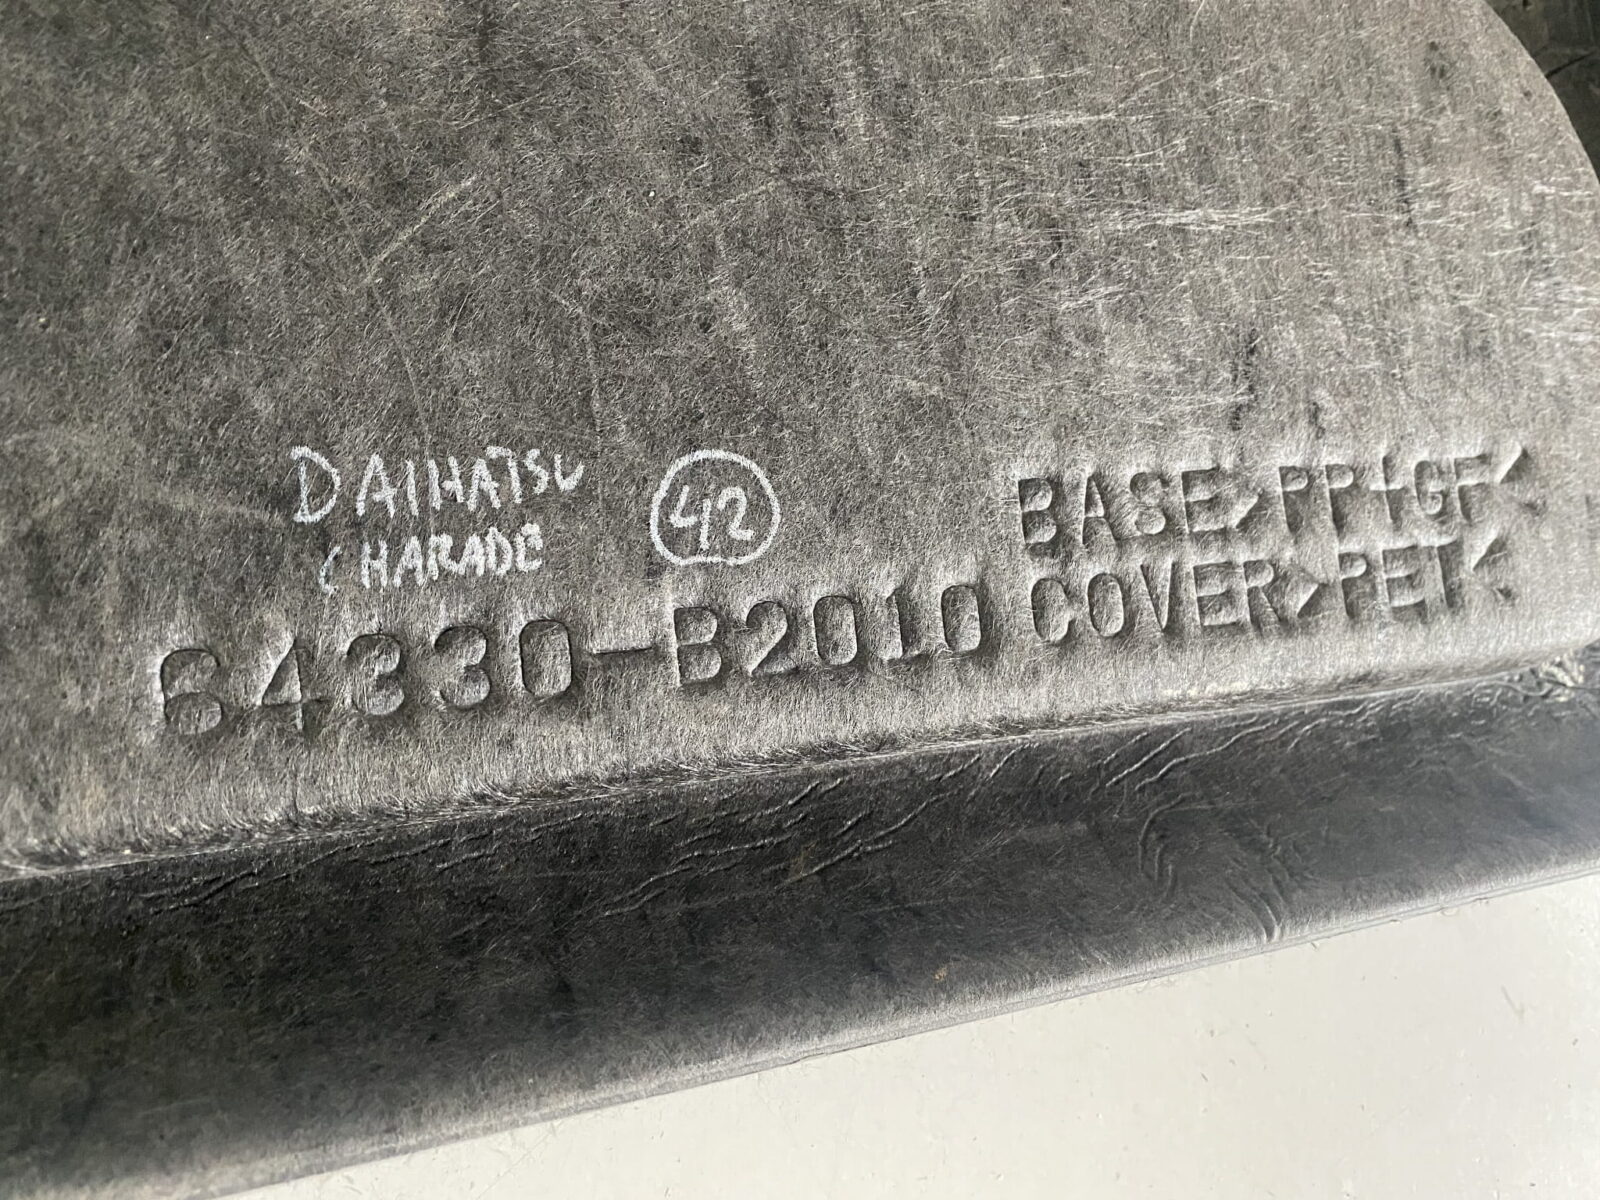 DAIHATSU
CHARADE
42
BASE>PP+GF<
64330-B2010 COVER>PET<